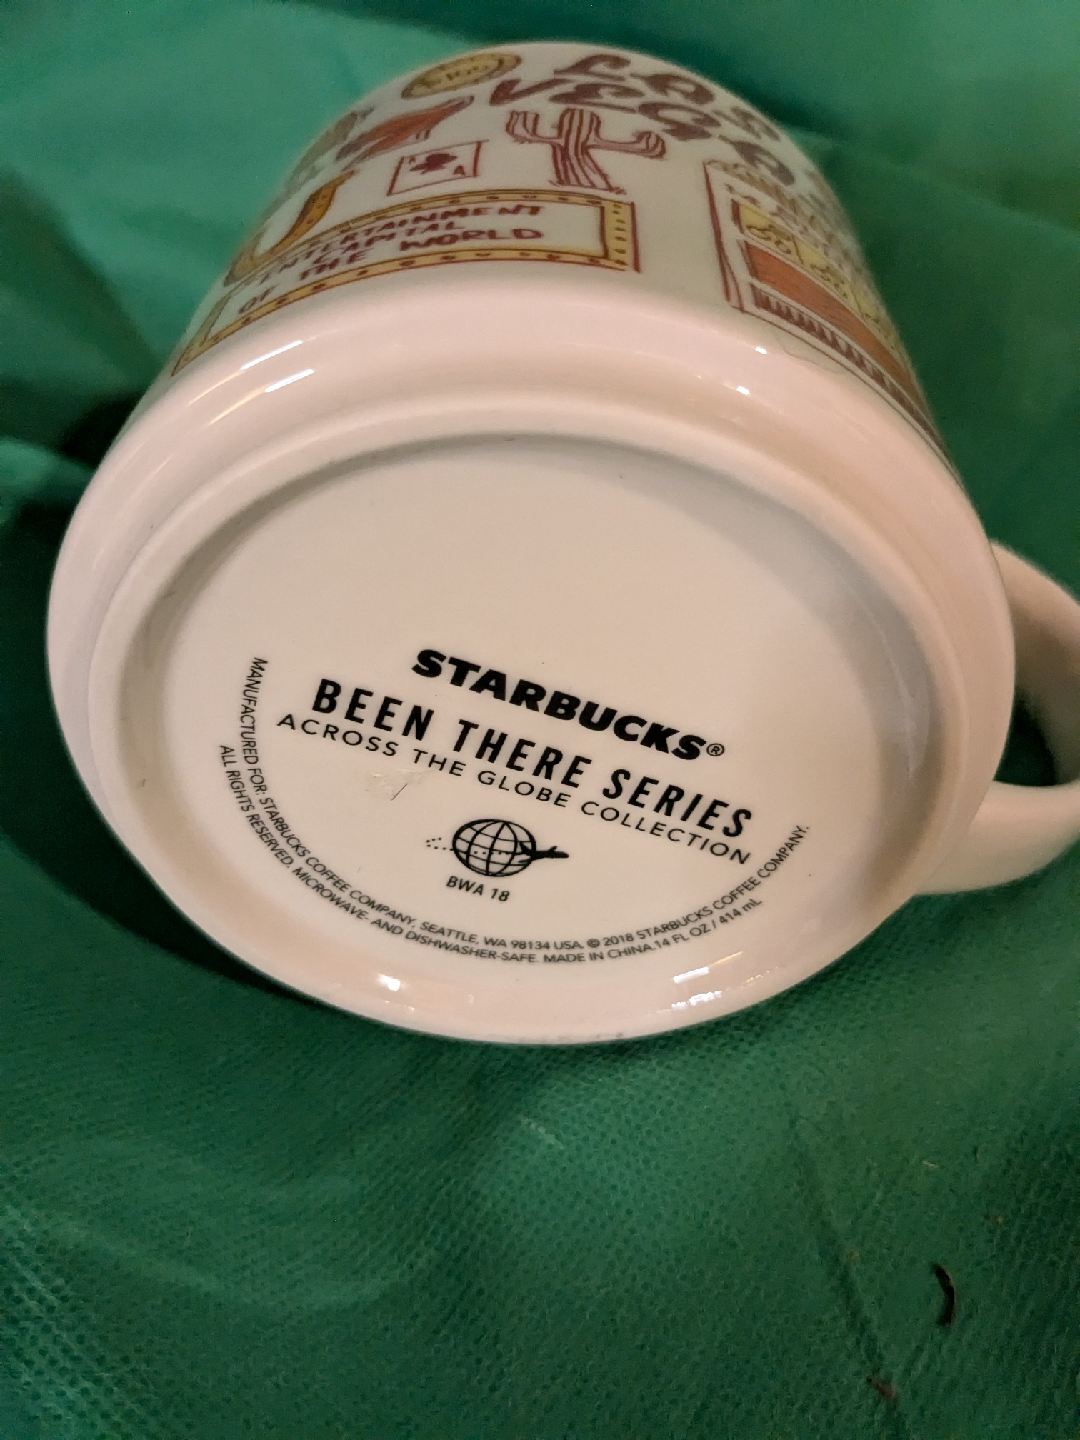 LAS
VEGAS
A
ENTERTAINMENT
CAPITAL
OF THE WORLD
STARBUCKS®
BEEN THERE SERIES
ACROSS THE GLOBE COLLECTION
BWA 18
MANUFACTURED FOR: STARBUCKS COFFEE COMPANY, SEATTLE, WA 98134 USA. © 2018 STARBUCKS COFFEE COMPANY.
ALL RIGHTS RESERVED. MICROWAVE- AND DISHWASHER-SAFE. MADE IN CHINA.14 FL OZ / 414 mL